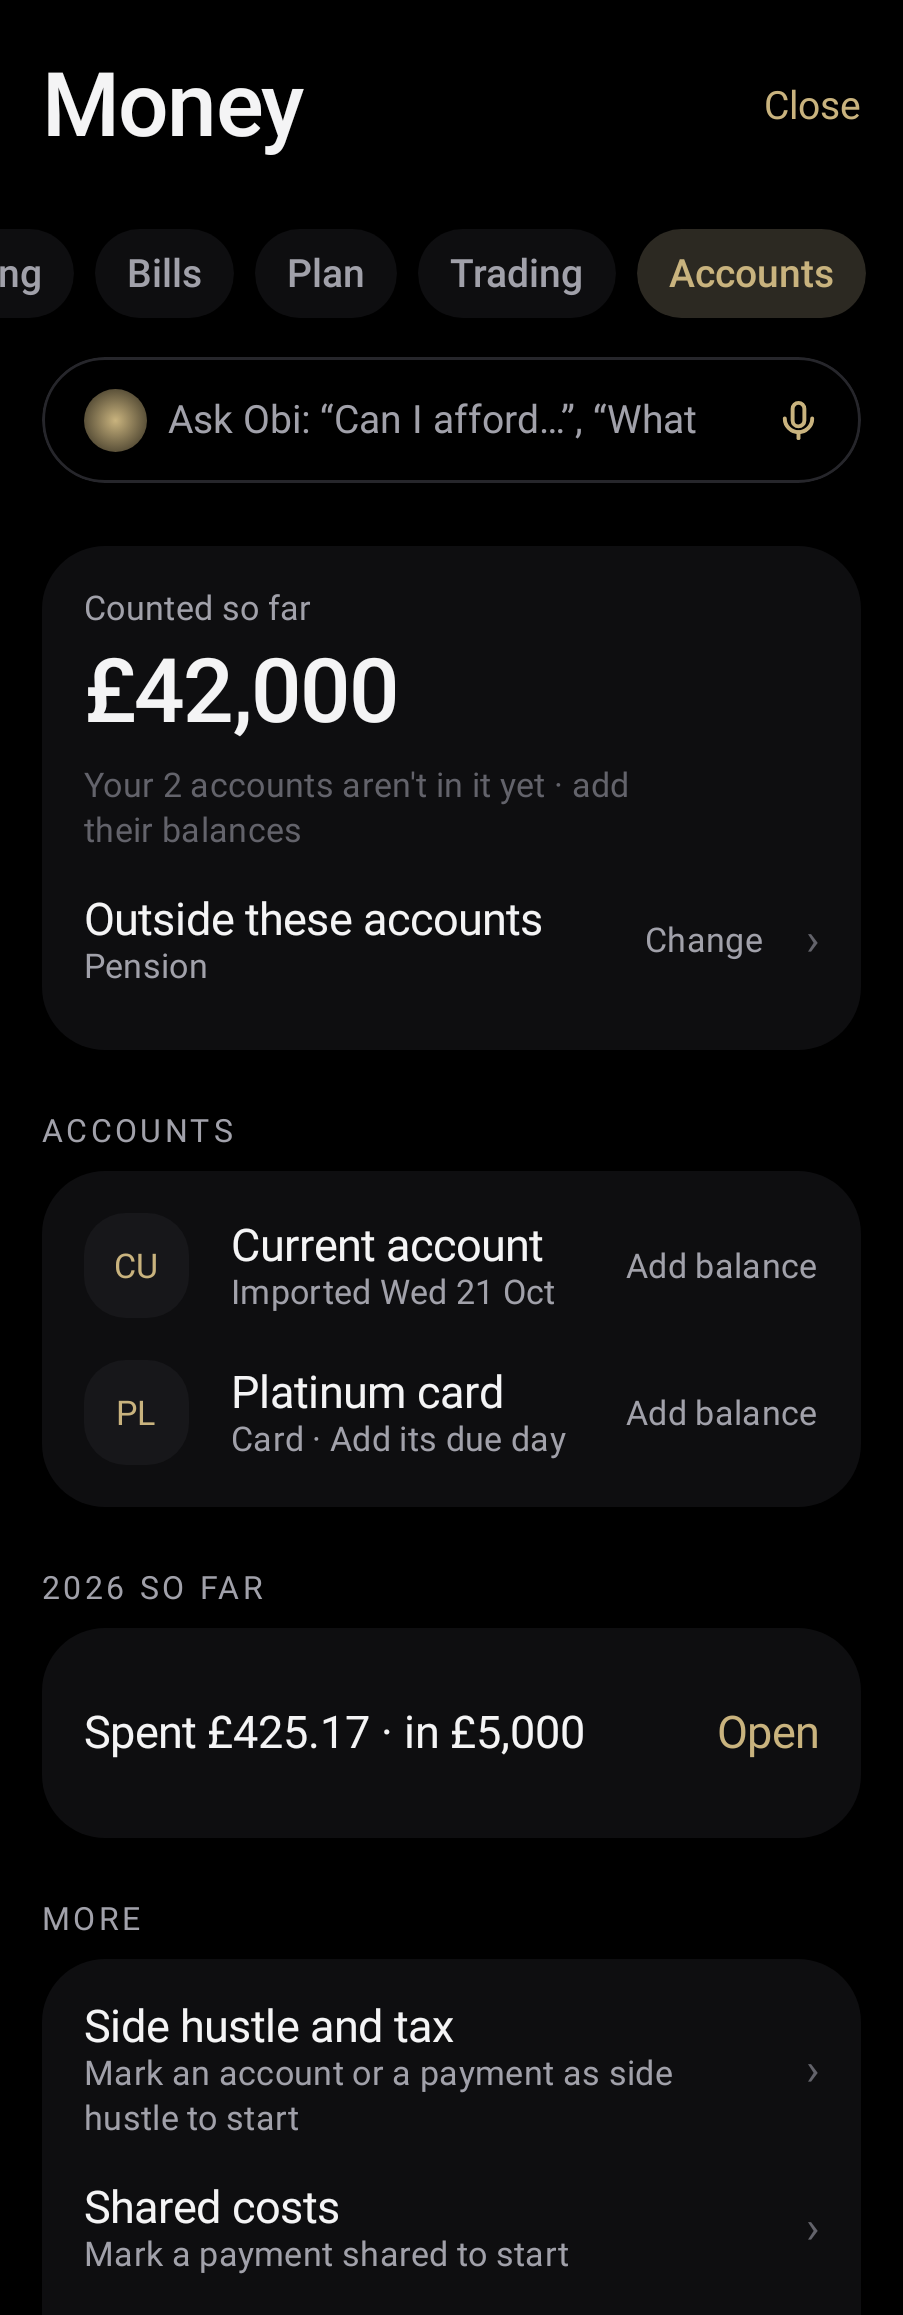 Money
Close
ng
Bills
Plan
Trading
Accounts
Ask Obi: “Can I afford…”, “What
Counted so far
£42,000
Your 2 accounts aren't in it yet · add
their balances
Outside these accounts
Pension
Change ›
ACCOUNTS
CU
Current account
Imported Wed 21 Oct
Add balance
PL
Platinum card
Card · Add its due day
Add balance
2026 SO FAR
Spent £425.17 · in £5,000
Open
MORE
Side hustle and tax
Mark an account or a payment as side
hustle to start
›
Shared costs
Mark a payment shared to start
›